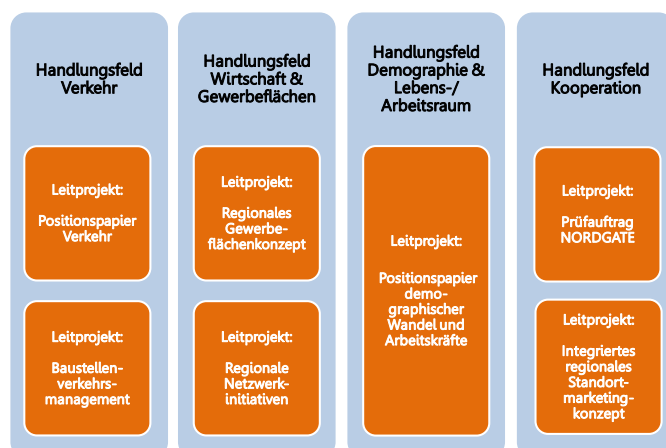 Handlungsfeld
Verkehr
Leitprojekt:
Positionspapier
Verkehr
Leitprojekt:
Baustellen-
verkehrs-
management
Handlungsfeld
Wirtschaft &
Gewerbeflächen
Leitprojekt:
Regionales
Gewerbe-
flächenkonzept
Leitprojekt:
Regionale
Netzwerk-
initiativen
Handlungsfeld
Demographie &
Lebens-/
Arbeitsraum
Leitprojekt:
Positionspapier
demo-
graphischer
Wandel und
Arbeitskräfte
Handlungsfeld
Kooperation
Leitprojekt:
Prüfauftrag
NORDGATE
Leitprojekt:
Integriertes
regionales
Standort-
marketing-
konzept